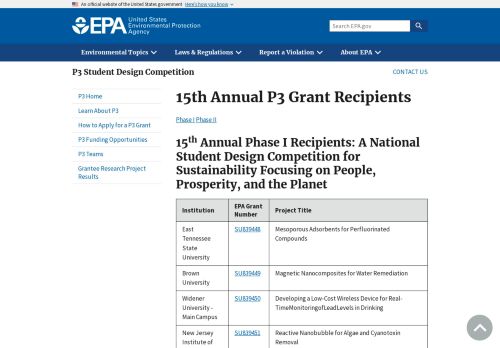 An official website of the United States government Here's how you know
EPA United States
Environmental Protection
Agency
Search EPA.gov
Environmental Topics
Laws & Regulations
Report a Violation
About EPA
P3 Student Design Competition
CONTACT US
P3 Home
Learn About P3
How to Apply for a P3 Grant
P3 Funding Opportunities
P3 Teams
Grantee Research Project
Results
15th Annual P3 Grant Recipients
Phase I Phase II
15th Annual Phase I Recipients: A National
Student Design Competition for
Sustainability Focusing on People,
Prosperity, and the Planet
Institution
EPA Grant
Number
Project Title
East
Tennessee
State
University
SU839448
Mesoporous Adsorbents for Perfluorinated
Compounds
Brown
University
SU839449
Magnetic Nanocomposites for Water Remediation
Widener
University -
Main Campus
SU839450
Developing a Low-Cost Wireless Device for Real-
TimeMonitoringofLeadLevels in Drinking
New Jersey
Institute of
SU839451
Reactive Nanobubble for Algae and Cyanotoxin
Removal